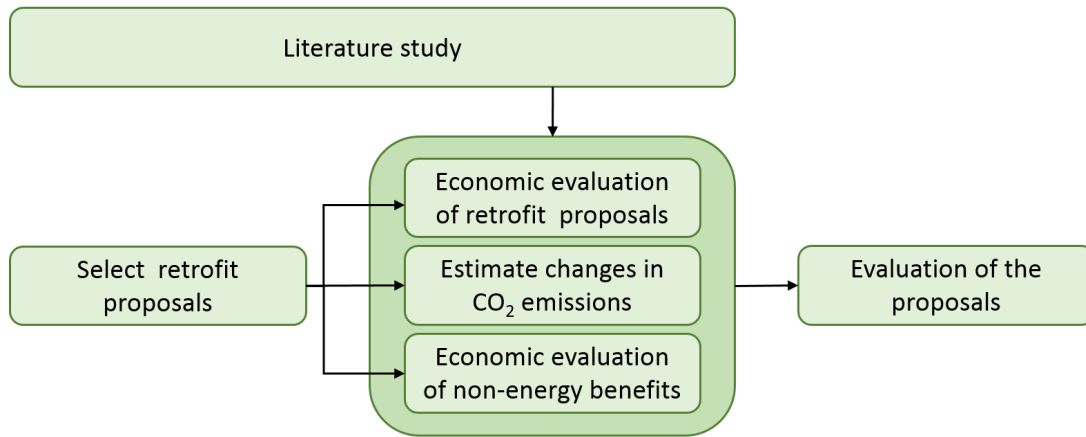 Literature study
Economic evaluation
of retrofit proposals
Select retrofit
proposals
Estimate changes in
CO₂ emissions
Evaluation of the
proposals
Economic evaluation
of non-energy benefits